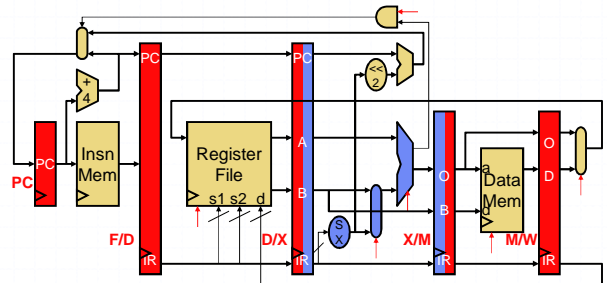 PC
PC
<<
2
+
4
PC
PC
Insn
Mem
Register
File
s1 s2 d
A
B
S
X
O
B
a
d
Data
Mem
O
D
F/D
D/X
X/M
M/W
IR
IR
IR
IR